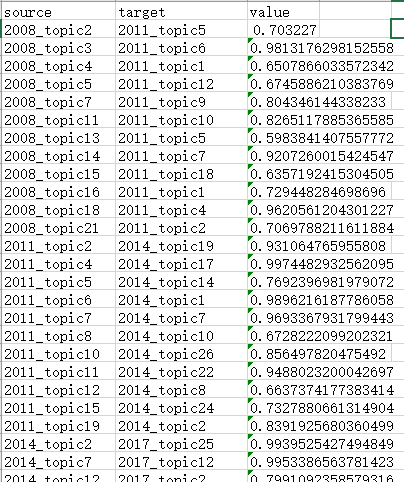 source target value
2008_topic2 2011_topic5 0.703227
2008_topic3 2011_topic6 0.9813176298152558
2008_topic4 2011_topic1 0.6507866033572342
2008_topic5 2011_topic12 0.6745886210383769
2008_topic7 2011_topic9 0.804346144338233
2008_topic11 2011_topic10 0.8265117885365585
2008_topic13 2011_topic5 0.5983841407557772
2008_topic14 2011_topic7 0.9207260015424547
2008_topic15 2011_topic18 0.6357192415304505
2008_topic16 2011_topic1 0.729448284698696
2008_topic18 2011_topic4 0.9620561204301227
2008_topic21 2011_topic2 0.7069788211611884
2011_topic2 2014_topic19 0.931064765955808
2011_topic4 2014_topic17 0.9974482932562095
2011_topic5 2014_topic14 0.7692396981979072
2011_topic6 2014_topic1 0.9896216187786058
2011_topic7 2014_topic7 0.9693367931799443
2011_topic8 2014_topic10 0.6728222099202321
2011_topic10 2014_topic26 0.856497820475492
2011_topic11 2014_topic22 0.9488023200042697
2011_topic12 2014_topic8 0.6637374177383414
2011_topic15 2014_topic24 0.7327880661314904
2011_topic19 2014_topic2 0.8391925680360499
2014_topic2 2017_topic25 0.9939525427494849
2014_topic7 2017_topic12 0.9953386563781423
2014_topic12 2017_topic2 0.7991092358579316